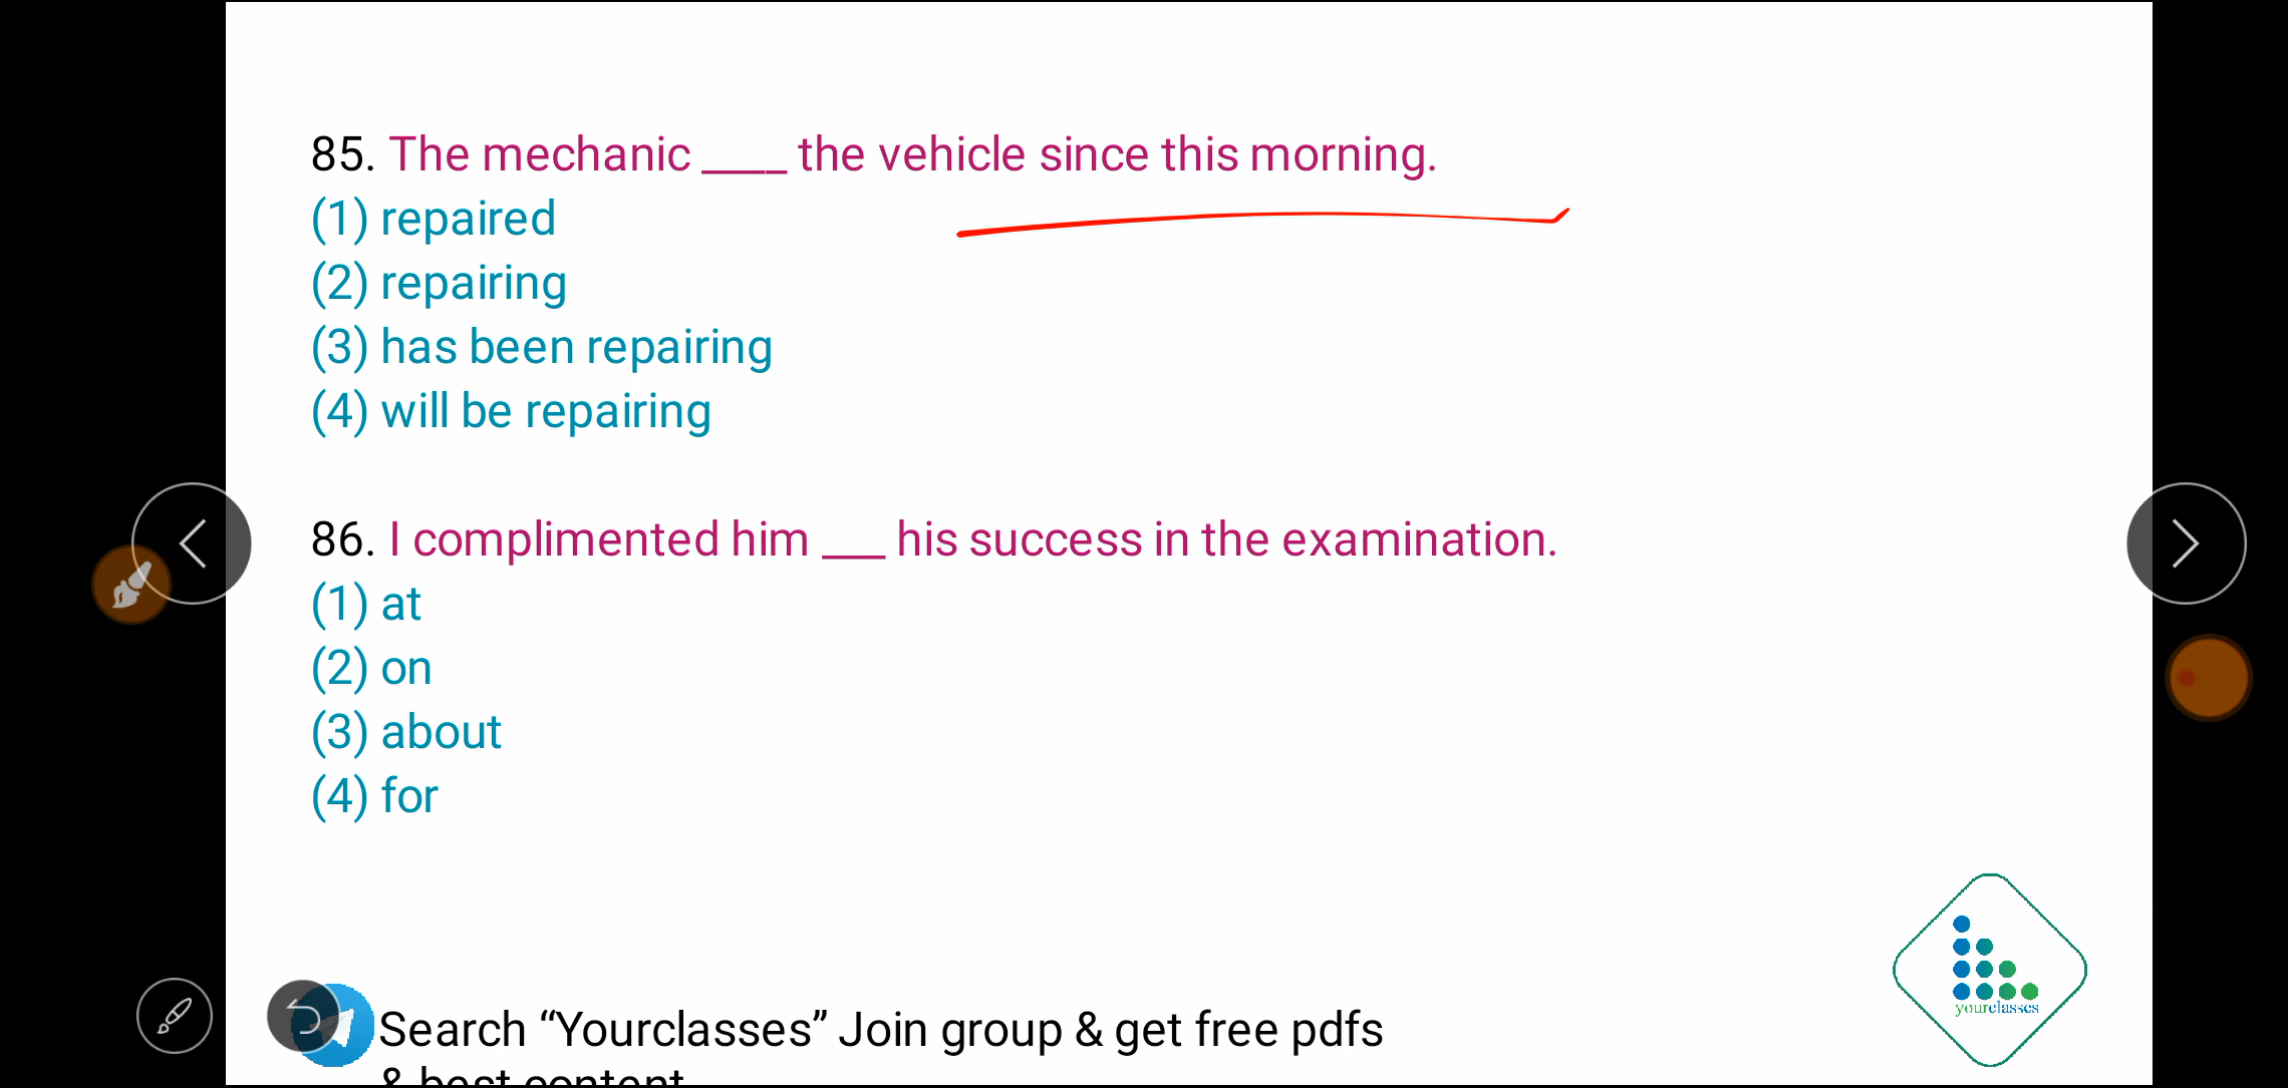 85. The mechanic ____ the vehicle since this morning.
(1) repaired
(2) repairing
(3) has been repairing
(4) will be repairing
86. I complimented him ___ his success in the examination.
(1) at
(2) on
(3) about
(4) for
yourclasses
Search “Yourclasses” Join group & get free pdfs
& best content